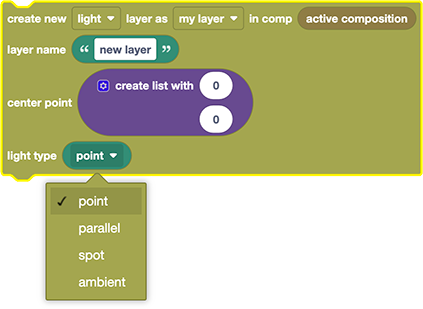 create new light ▾ layer as my layer ▾ in comp active composition
layer name “ new layer ”
create list with 0
center point
0
light type point ▾
✓ point
parallel
spot
ambient